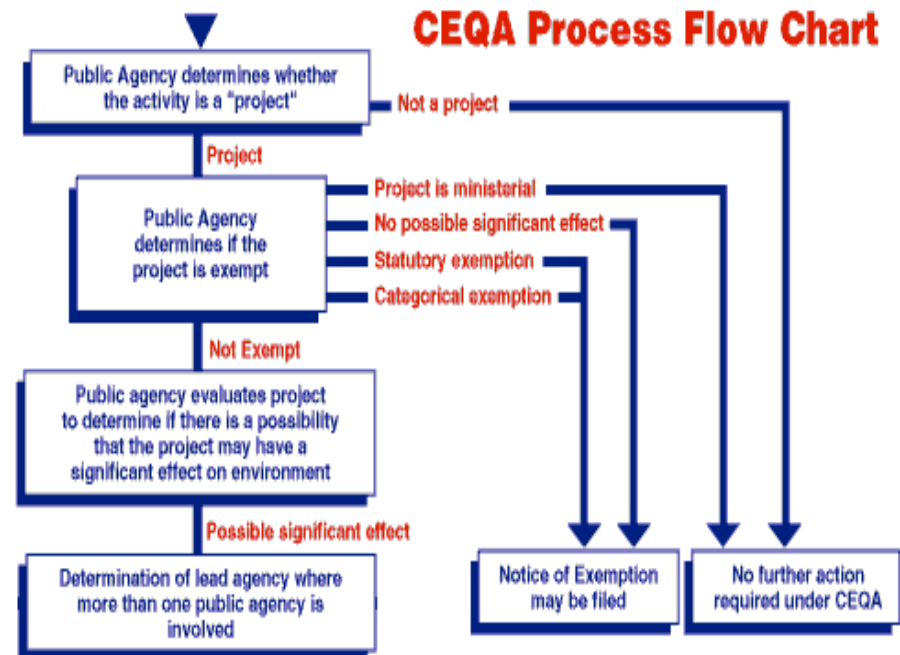 CEQA Process Flow Chart
Public Agency determines whether
the activity is a "project"
Not a project
Project
Public Agency
determines if the
project is exempt
Project is ministerial
No possible significant effect
Statutory exemption
Categorical exemption
Not Exempt
Public agency evaluates project
to determine if there is a possibility
that the project may have a
significant effect on environment
Possible significant effect
Determination of lead agency where
more than one public agency is
involved
Notice of Exemption
may be filed
No further action
required under CEQA